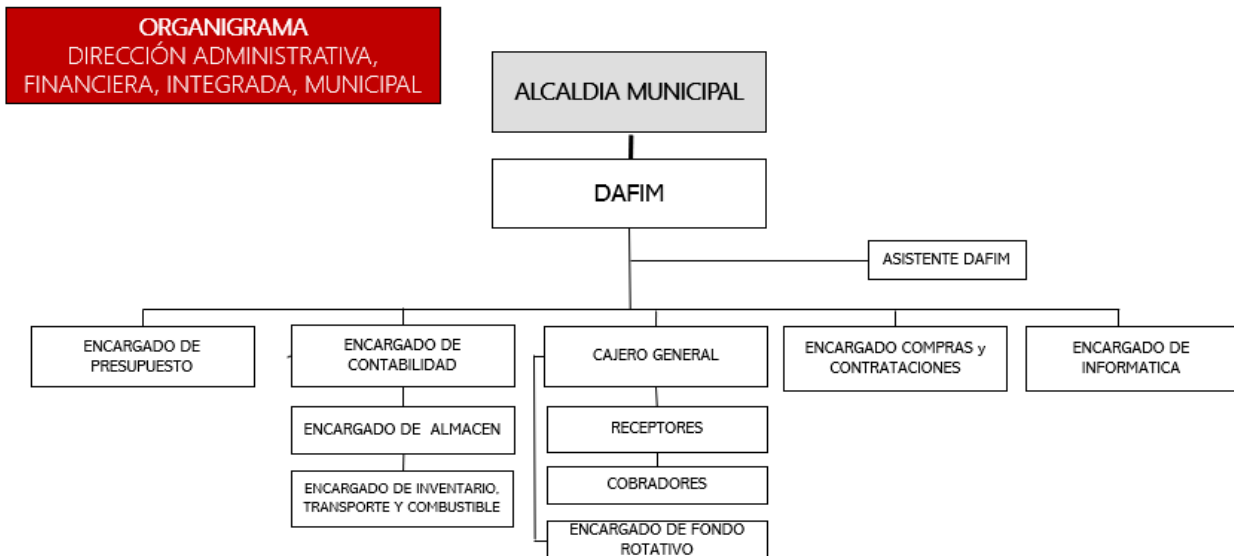 ORGANIGRAMA
DIRECCIÓN ADMINISTRATIVA,
FINANCIERA, INTEGRADA, MUNICIPAL
ALCALDIA MUNICIPAL
DAFIM
ASISTENTE DAFIM
ENCARGADO DE
PRESUPUESTO
ENCARGADO DE
CONTABILIDAD
CAJERO GENERAL
ENCARGADO COMPRAS y
CONTRATACIONES
ENCARGADO DE
INFORMATICA
ENCARGADO DE ALMACEN
RECEPTORES
ENCARGADO DE INVENTARIO,
TRANSPORTE Y COMBUSTIBLE
COBRADORES
ENCARGADO DE FONDO
ROTATIVO